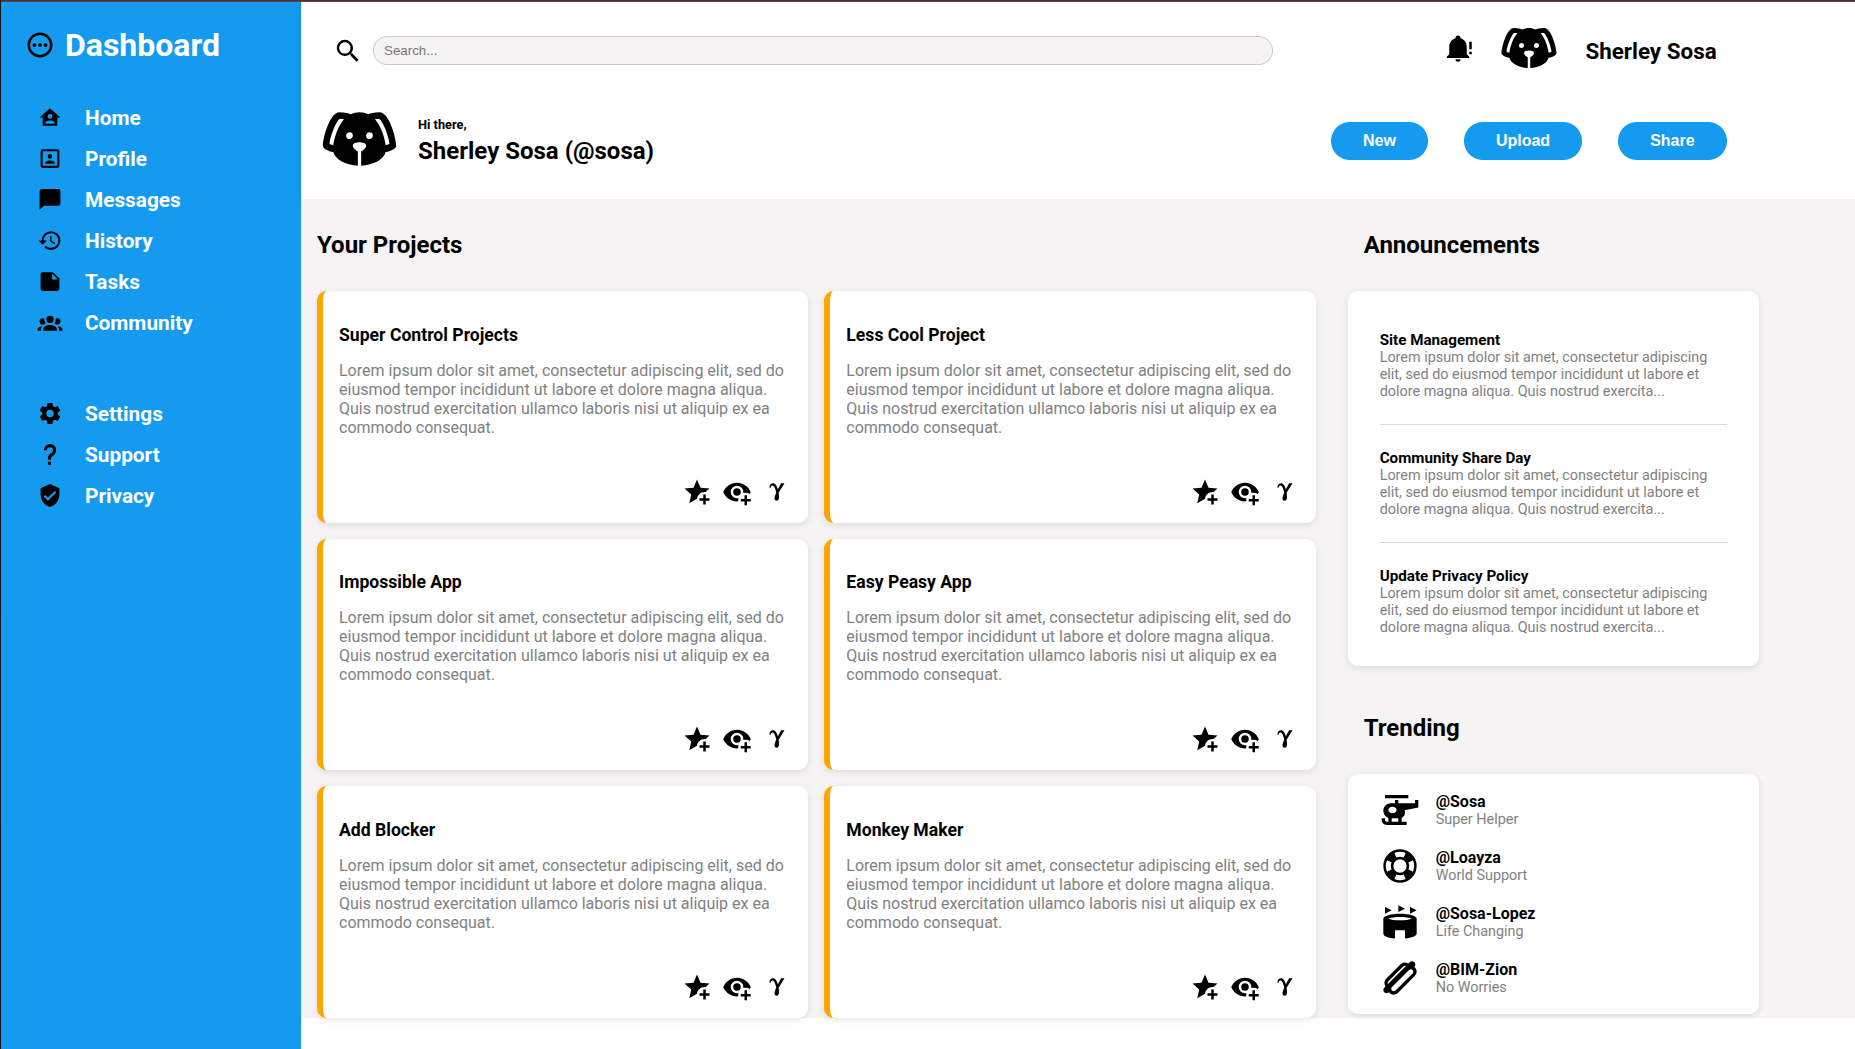 Dashboard
Home
Profile
Messages
History
Tasks
Community
Settings
Support
Privacy
Search...
Sherley Sosa
Hi there,
Sherley Sosa (@sosa)
New
Upload
Share
Your Projects
Super Control Projects
Lorem ipsum dolor sit amet, consectetur adipiscing elit, sed do
eiusmod tempor incididunt ut labore et dolore magna aliqua.
Quis nostrud exercitation ullamco laboris nisi ut aliquip ex ea
commodo consequat.
Less Cool Project
Lorem ipsum dolor sit amet, consectetur adipiscing elit, sed do
eiusmod tempor incididunt ut labore et dolore magna aliqua.
Quis nostrud exercitation ullamco laboris nisi ut aliquip ex ea
commodo consequat.
Impossible App
Lorem ipsum dolor sit amet, consectetur adipiscing elit, sed do
eiusmod tempor incididunt ut labore et dolore magna aliqua.
Quis nostrud exercitation ullamco laboris nisi ut aliquip ex ea
commodo consequat.
Easy Peasy App
Lorem ipsum dolor sit amet, consectetur adipiscing elit, sed do
eiusmod tempor incididunt ut labore et dolore magna aliqua.
Quis nostrud exercitation ullamco laboris nisi ut aliquip ex ea
commodo consequat.
Add Blocker
Lorem ipsum dolor sit amet, consectetur adipiscing elit, sed do
eiusmod tempor incididunt ut labore et dolore magna aliqua.
Quis nostrud exercitation ullamco laboris nisi ut aliquip ex ea
commodo consequat.
Monkey Maker
Lorem ipsum dolor sit amet, consectetur adipiscing elit, sed do
eiusmod tempor incididunt ut labore et dolore magna aliqua.
Quis nostrud exercitation ullamco laboris nisi ut aliquip ex ea
commodo consequat.
Announcements
Site Management
Lorem ipsum dolor sit amet, consectetur adipiscing
elit, sed do eiusmod tempor incididunt ut labore et
dolore magna aliqua. Quis nostrud exercita...
Community Share Day
Lorem ipsum dolor sit amet, consectetur adipiscing
elit, sed do eiusmod tempor incididunt ut labore et
dolore magna aliqua. Quis nostrud exercita...
Update Privacy Policy
Lorem ipsum dolor sit amet, consectetur adipiscing
elit, sed do eiusmod tempor incididunt ut labore et
dolore magna aliqua. Quis nostrud exercita...
Trending
@Sosa
Super Helper
@Loayza
World Support
@Sosa-Lopez
Life Changing
@BIM-Zion
No Worries